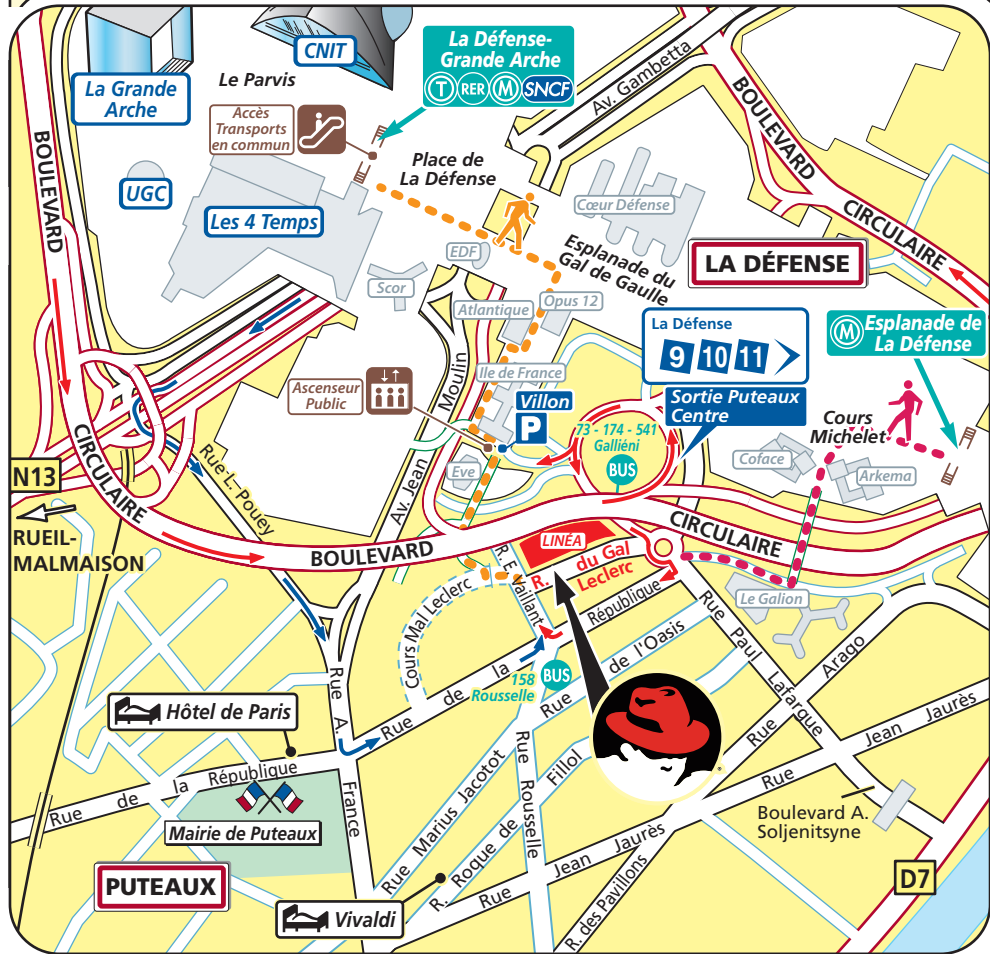 La Grande
Arche
CNIT
Le Parvis
La Défense-
Grande Arche
T RER M SNCF
Av. Gambetta
BOULEVARD
CIRCULAIRE
Accès
Transports
en commun
Place de
La Défense
UGC
Les 4 Temps
BOULEVARD
Cœur Défense
EDF
Esplanade du
Gal de Gaulle
LA DÉFENSE
Scor
Atlantique
Opus 12
La Défense
9 10 11
M Esplanade de
La Défense
Sortie Puteaux
Centre
Ile de France
Ascenseur
Public
Villon
P
73 - 174 - 541
Galliéni
BUS
Cours
Michelet
Coface
Arkema
Eve
Av. Jean Moulin
N13
RUEIL-
MALMAISON
CIRCULAIRE
Rue L. Pouey
BOULEVARD
CIRCULAIRE
LINÉA
R. du Gal
Leclerc
R. E. Vaillant
Cours Mal Leclerc
Le Galion
Rue de la République
158
Rousselle
BUS
Rue de l'Oasis
Rue Paul Lafargue
Rue Arago
Rue A. France
Hôtel de Paris
Rue de la République
Mairie de Puteaux
Rue Marius Jacotot
Rue Rousselle
R. Roque de Fillol
Rue Jean Jaurès
Rue Jean Jaurès
Boulevard A.
Soljenitsyne
PUTEAUX
Vivaldi
R. des Pavillons
D7